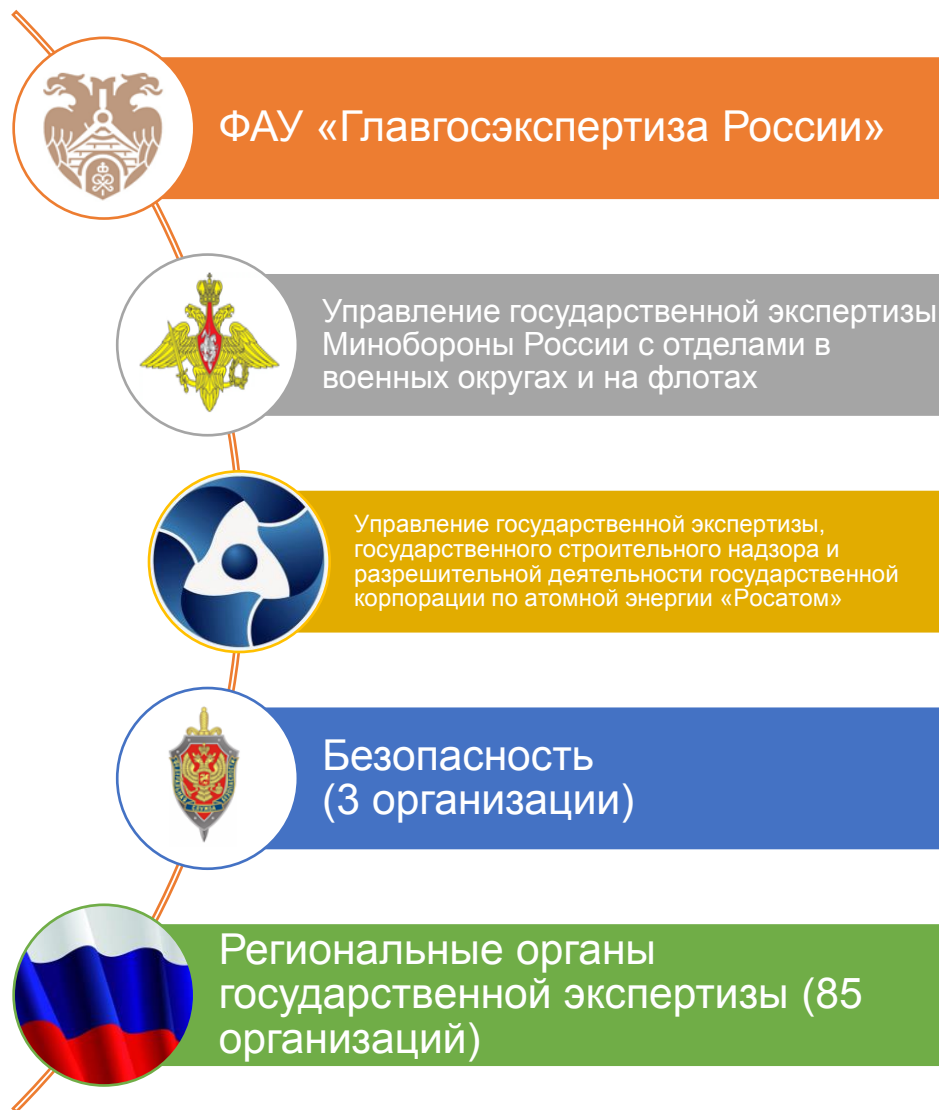 ФАУ «Главгосэкспертиза России»
Управление государственной экспертизы
Минобороны России с отделами в
военных округах и на флотах
Управление государственной экспертизы,
государственного строительного надзора и
разрешительной деятельности государственной
корпорации по атомной энергии «Росатом»
Безопасность
(3 организации)
Региональные органы
государственной экспертизы (85
организаций)